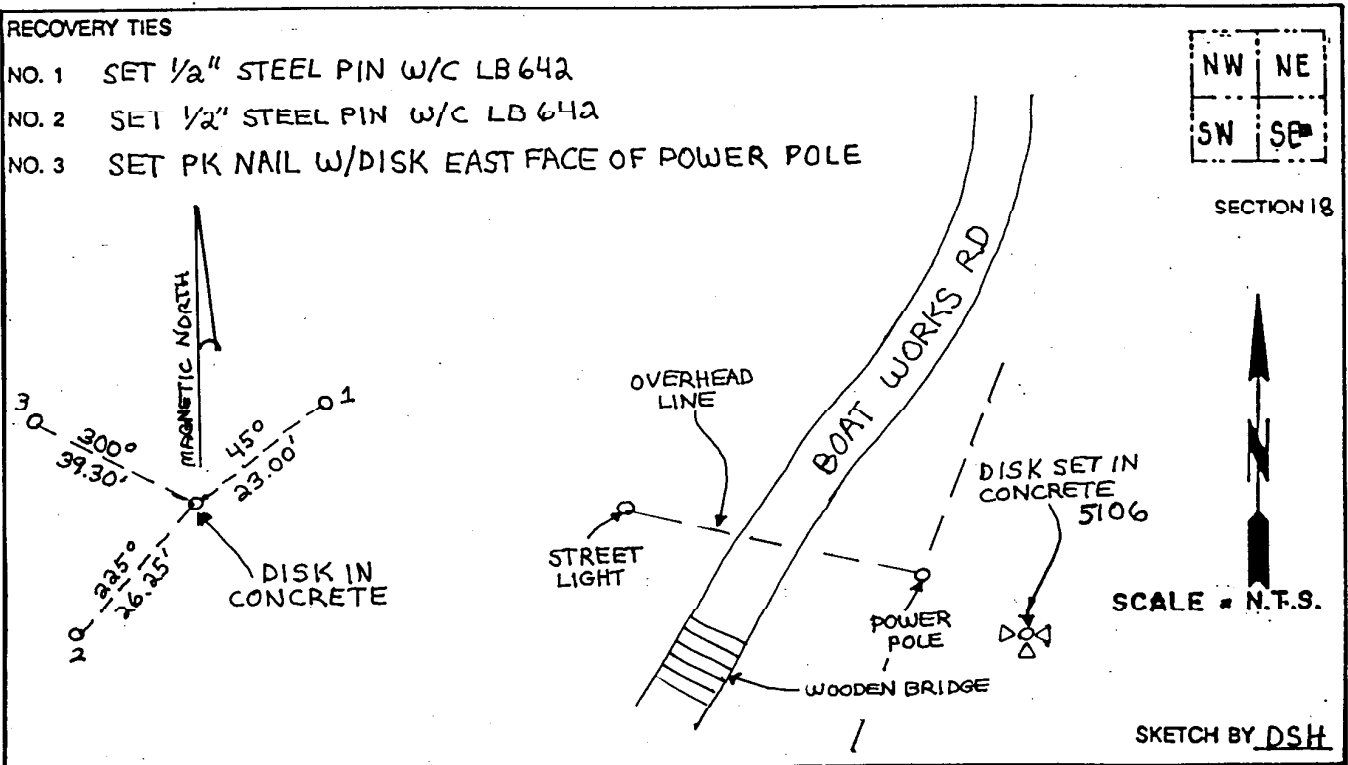 RECOVERY TIES
NO. 1 SET 1/2" STEEL PIN W/C LB 642
NO. 2 SET 1/2" STEEL PIN W/C LB 642
NO. 3 SET PK NAIL W/DISK EAST FACE OF POWER POLE
NW NE
SW SE
SECTION 18
MAGNETIC NORTH
3
300°
39.30'
1
45°
23.00'
225°
26.25'
2
DISK IN
CONCRETE
OVERHEAD
LINE
BOAT WORKS RD
STREET
LIGHT
POWER
POLE
WOODEN BRIDGE
DISK SET IN
CONCRETE
5106
N
SCALE = N.T.S.
SKETCH BY DSH